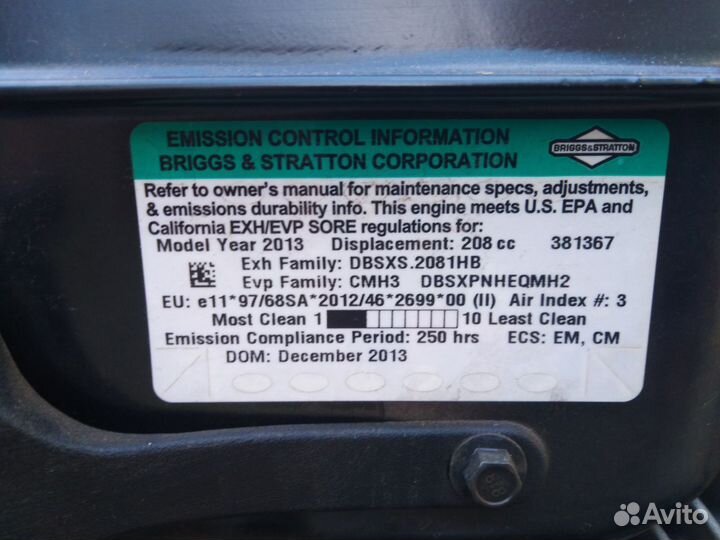 EMISSION CONTROL INFORMATION
BRIGGS & STRATTON CORPORATION
BRIGGS&STRATTON
Refer to owner's manual for maintenance specs, adjustments,
& emissions durability info. This engine meets U.S. EPA and
California EXH/EVP SORE regulations for:
Model Year 2013 Displacement: 208 cc 381367
Exh Family: DBSXS.2081HB
Evp Family: CMH3 DBSXPNHEQMH2
EU: e11*97/68SA*2012/46*2699*00 (II) Air Index #: 3
Most Clean 1 10 Least Clean
Emission Compliance Period: 250 hrs ECS: EM, CM
DOM: December 2013
Avito